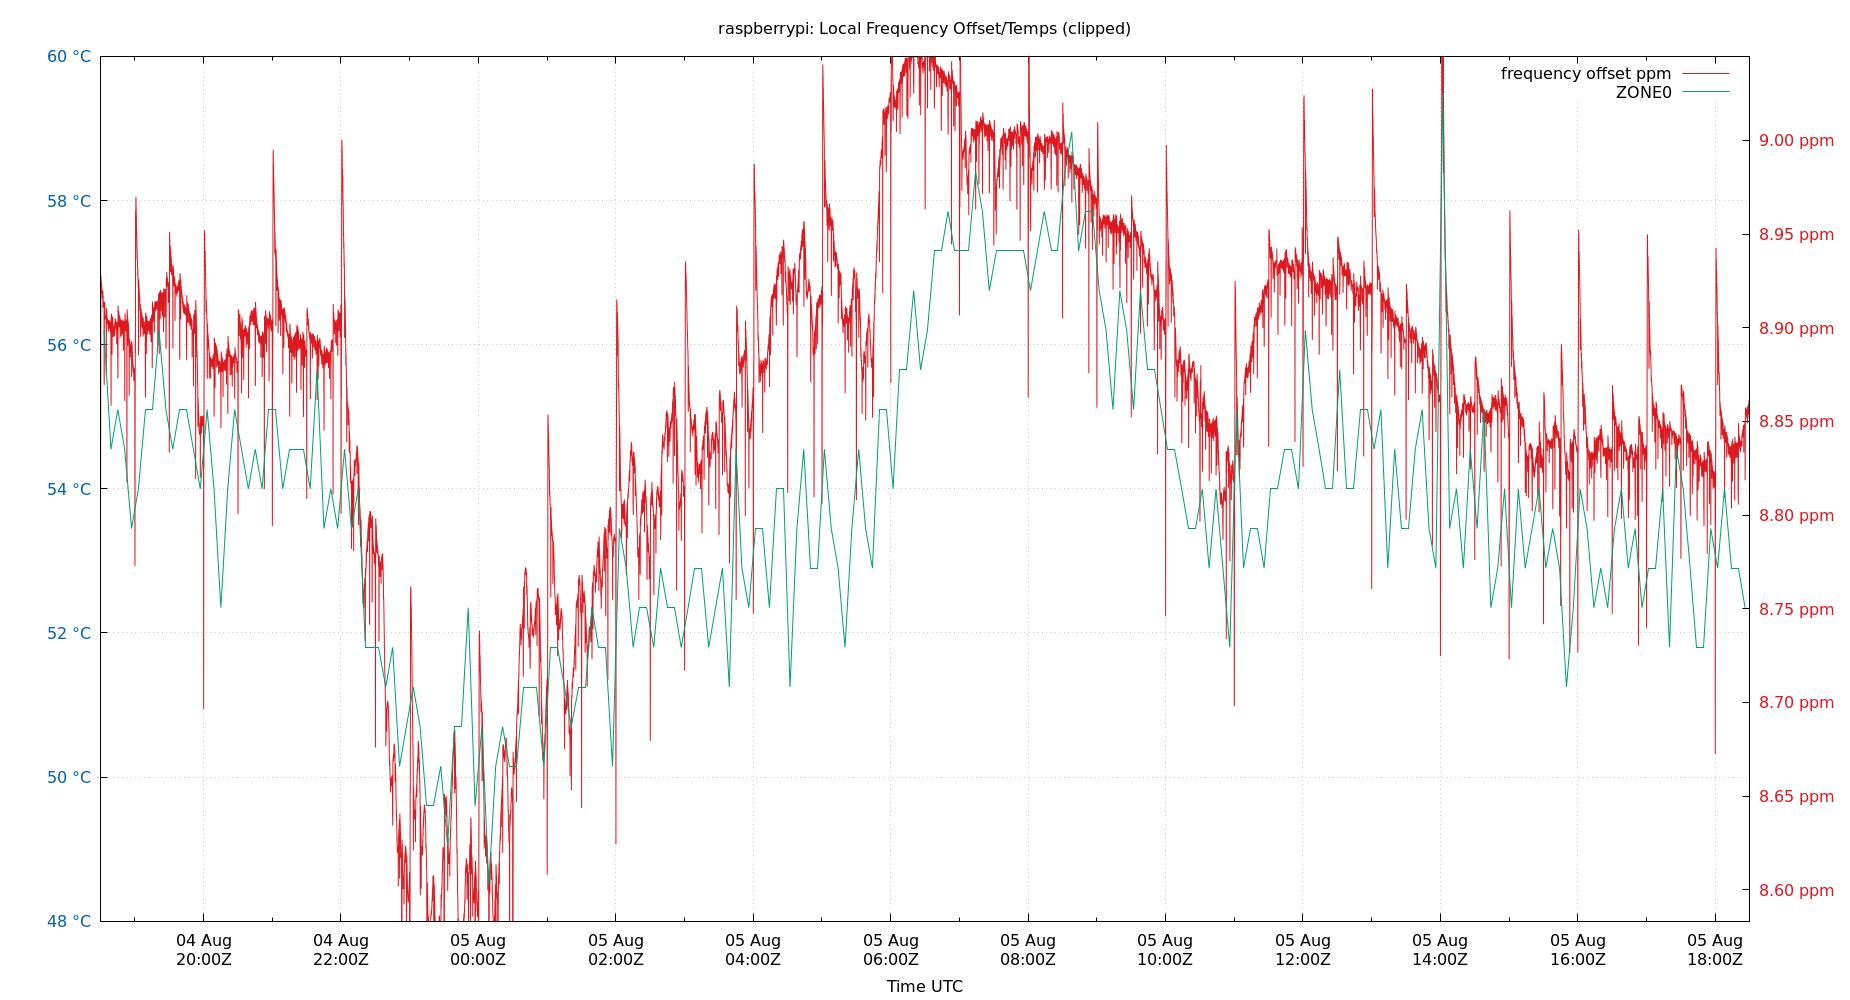 raspberrypi: Local Frequency Offset/Temps (clipped)
frequency offset ppm
ZONE0
60 °C
58 °C
56 °C
54 °C
52 °C
50 °C
48 °C
9.00 ppm
8.95 ppm
8.90 ppm
8.85 ppm
8.80 ppm
8.75 ppm
8.70 ppm
8.65 ppm
8.60 ppm
04 Aug 04 Aug 05 Aug 05 Aug 05 Aug 05 Aug 05 Aug 05 Aug 05 Aug 05 Aug 05 Aug 05 Aug
20:00Z 22:00Z 00:00Z 02:00Z 04:00Z 06:00Z 08:00Z 10:00Z 12:00Z 14:00Z 16:00Z 18:00Z
Time UTC